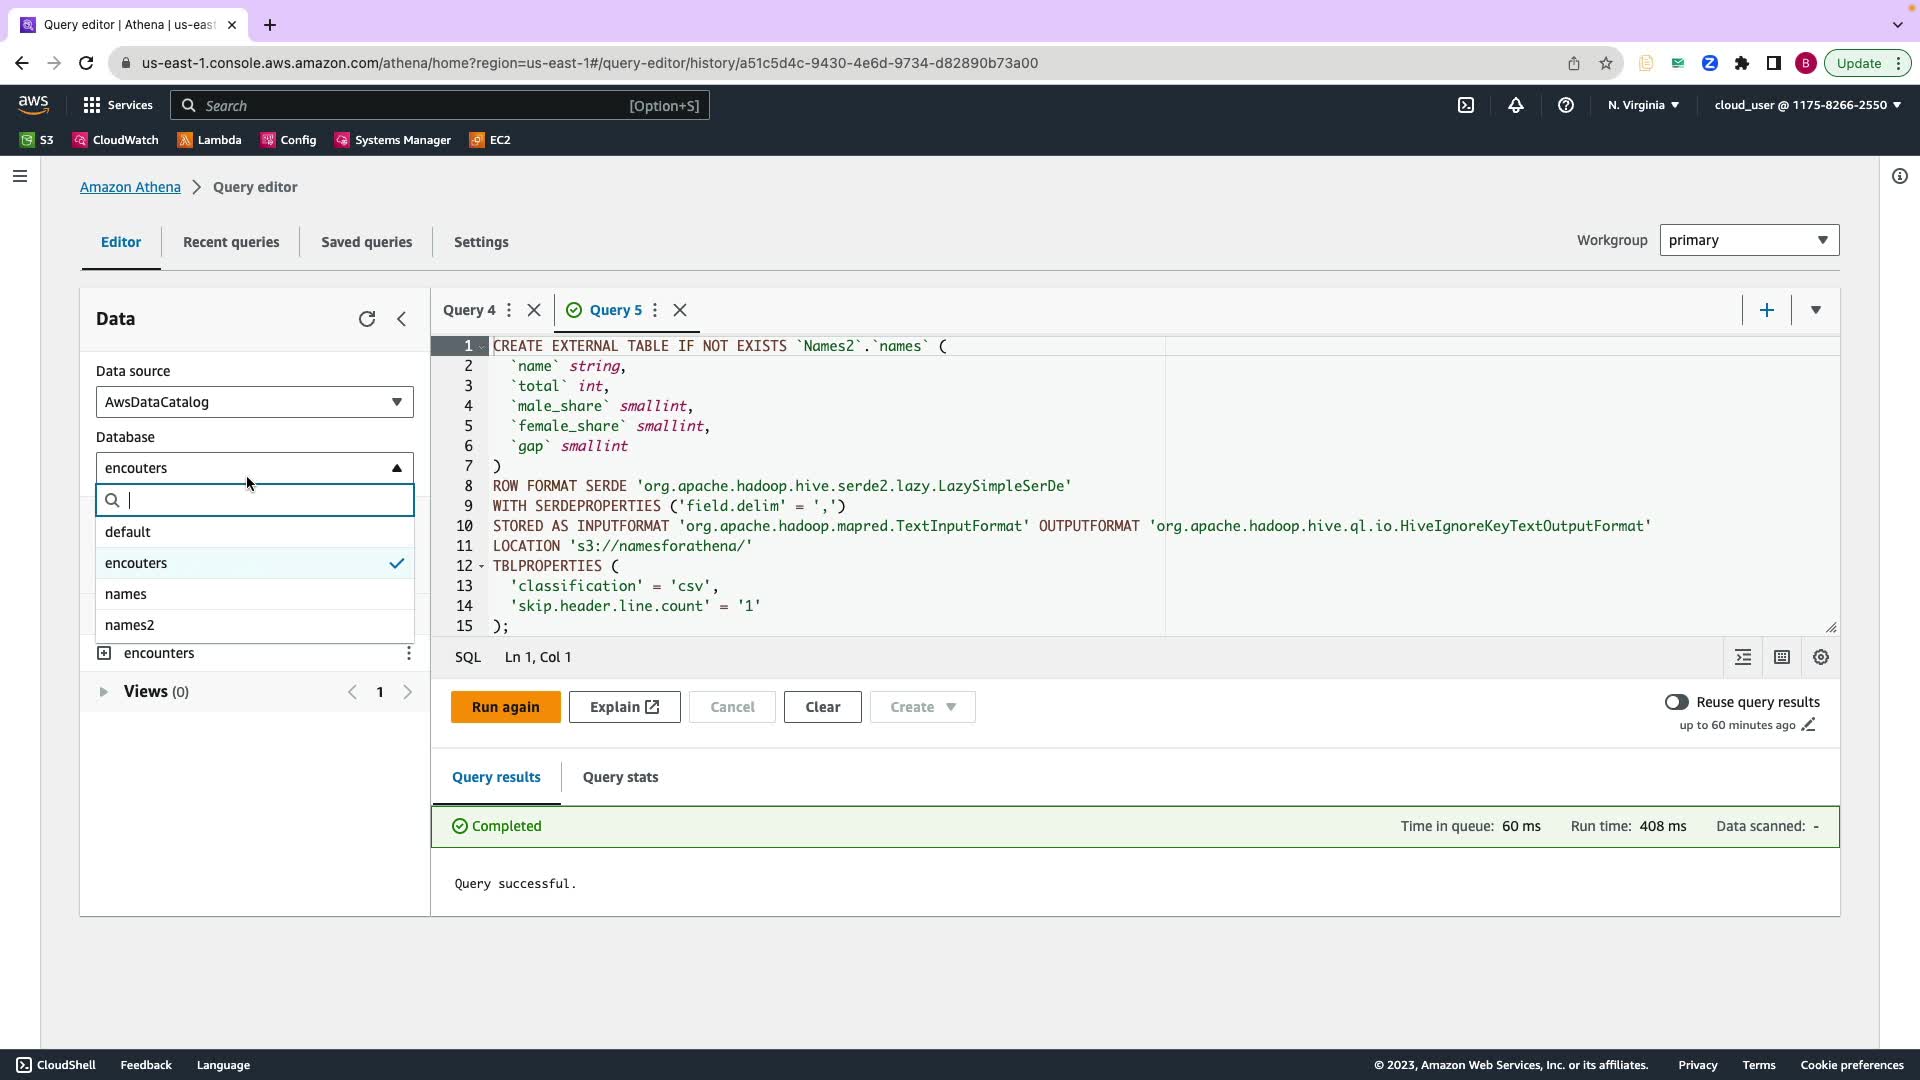 Query editor | Athena | us-east
us-east-1.console.aws.amazon.com/athena/home?region=us-east-1#/query-editor/history/a51c5d4c-9430-4e6d-9734-d82890b73a00
B
Update
aws
Services
Search
[Option+S]
N. Virginia
cloud_user @ 1175-8266-2550
S3
CloudWatch
Lambda
Config
Systems Manager
EC2
Amazon Athena > Query editor
Editor
Recent queries
Saved queries
Settings
Workgroup
primary
Data
Data source
AwsDataCatalog
Database
encouters
default
encouters
names
names2
encounters
Views (0)
1
Query 4
Query 5
1 CREATE EXTERNAL TABLE IF NOT EXISTS `Names2`.`names` (
2 `name` string,
3 `total` int,
4 `male_share` smallint,
5 `female_share` smallint,
6 `gap` smallint
7 )
8 ROW FORMAT SERDE 'org.apache.hadoop.hive.serde2.lazy.LazySimpleSerDe'
9 WITH SERDEPROPERTIES ('field.delim' = ',')
10 STORED AS INPUTFORMAT 'org.apache.hadoop.mapred.TextInputFormat' OUTPUTFORMAT 'org.apache.hadoop.hive.ql.io.HiveIgnoreKeyTextOutputFormat'
11 LOCATION 's3://namesforathena/'
12 TBLPROPERTIES (
13 'classification' = 'csv',
14 'skip.header.line.count' = '1'
15 );
SQL
Ln 1, Col 1
Run again
Explain
Cancel
Clear
Create
Reuse query results
up to 60 minutes ago
Query results
Query stats
Completed
Time in queue: 60 ms
Run time: 408 ms
Data scanned: -
Query successful.
CloudShell
Feedback
Language
© 2023, Amazon Web Services, Inc. or its affiliates.
Privacy
Terms
Cookie preferences